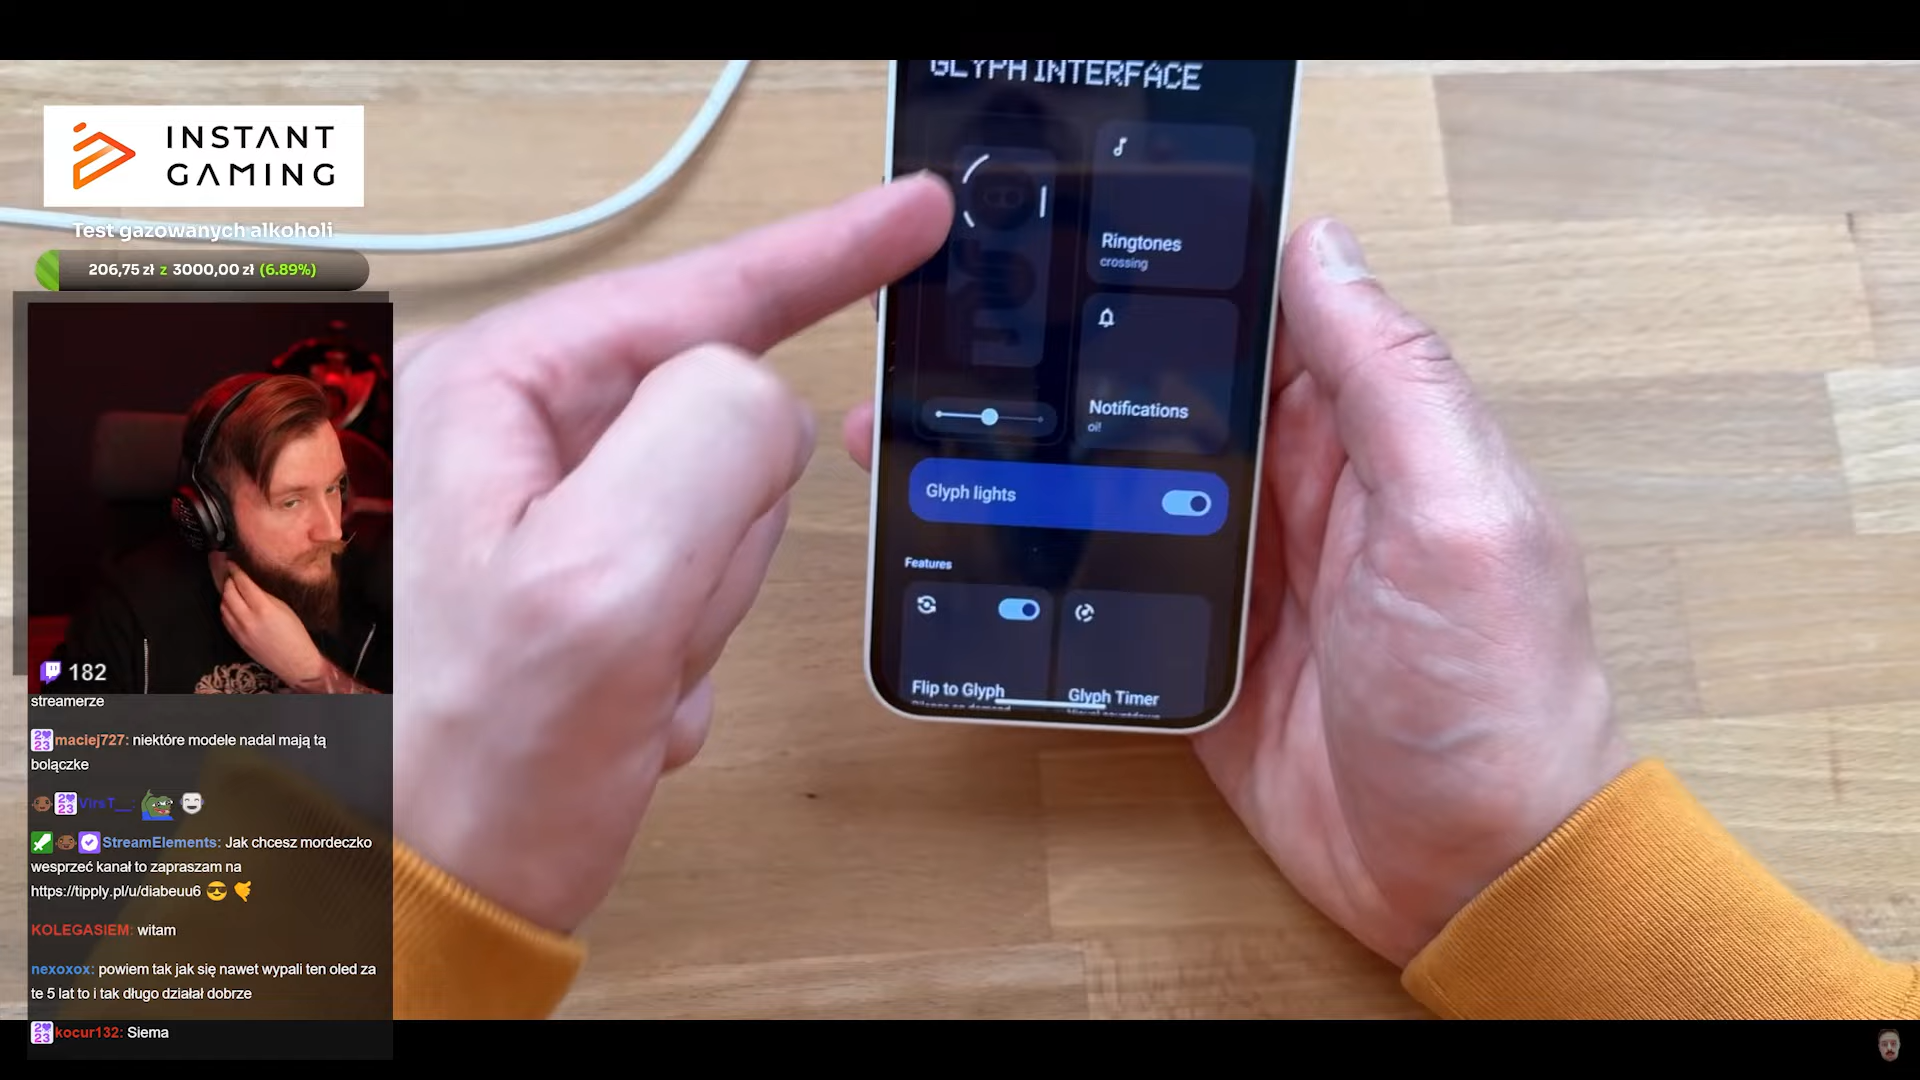 INSTANT
GAMING
Test gazowanych alkoholi
206,75 zł z 3000,00 zł (6.89%)
182
streamerze
maciej727: niektóre modele nadal mają tą
bolączke
VirsT__:
StreamElements: Jak chcesz mordeczko
wesprzeć kanał to zapraszam na
https://tipply.pl/u/diabeuu6
KOLEGASIEM: witam
nexoxox: powiem tak jak się nawet wypali ten oled za
te 5 lat to i tak długo działał dobrze
kocur132: Siema
GLYPH INTERFACE
Ringtones
crossing
Notifications
oi!
Glyph lights
Features
Flip to Glyph
Glyph Timer